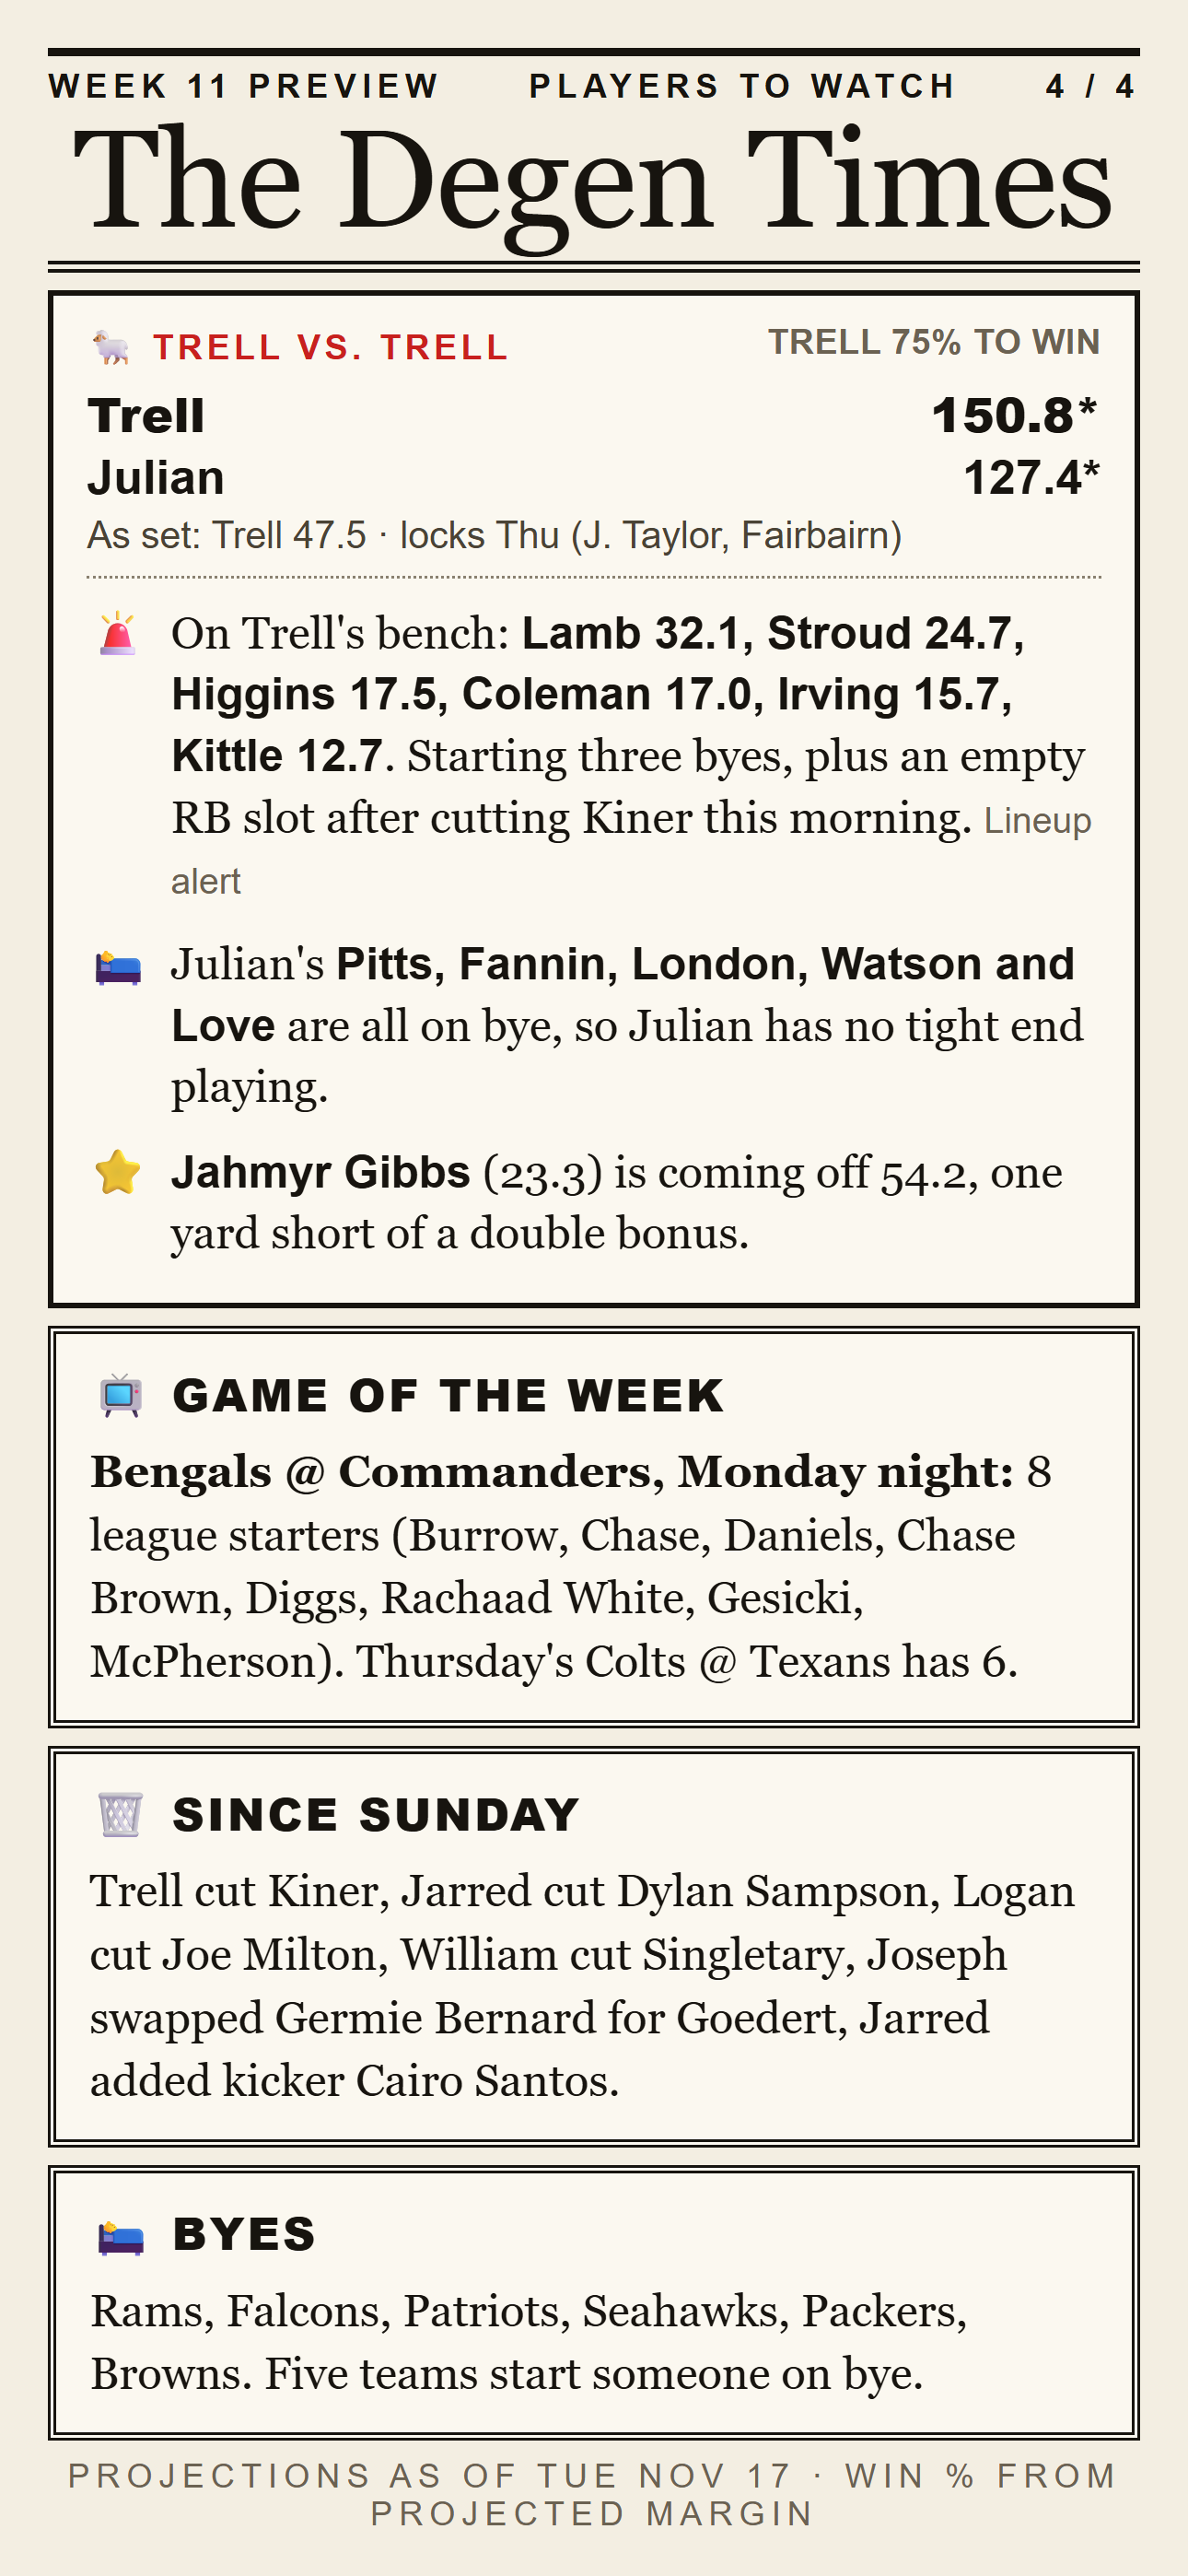 WEEK 11 PREVIEW PLAYERS TO WATCH 4 / 4
The Degen Times
TRELL VS. TRELL TRELL 75% TO WIN
Trell 150.8*
Julian 127.4*
As set: Trell 47.5 · locks Thu (J. Taylor, Fairbairn)
On Trell's bench: Lamb 32.1, Stroud 24.7,
Higgins 17.5, Coleman 17.0, Irving 15.7,
Kittle 12.7. Starting three byes, plus an empty
RB slot after cutting Kiner this morning. Lineup
alert
Julian's Pitts, Fannin, London, Watson and
Love are all on bye, so Julian has no tight end
playing.
Jahmyr Gibbs (23.3) is coming off 54.2, one
yard short of a double bonus.
GAME OF THE WEEK
Bengals @ Commanders, Monday night: 8
league starters (Burrow, Chase, Daniels, Chase
Brown, Diggs, Rachaad White, Gesicki,
McPherson). Thursday's Colts @ Texans has 6.
SINCE SUNDAY
Trell cut Kiner, Jarred cut Dylan Sampson, Logan
cut Joe Milton, William cut Singletary, Joseph
swapped Germie Bernard for Goedert, Jarred
added kicker Cairo Santos.
BYES
Rams, Falcons, Patriots, Seahawks, Packers,
Browns. Five teams start someone on bye.
PROJECTIONS AS OF TUE NOV 17 · WIN % FROM
PROJECTED MARGIN